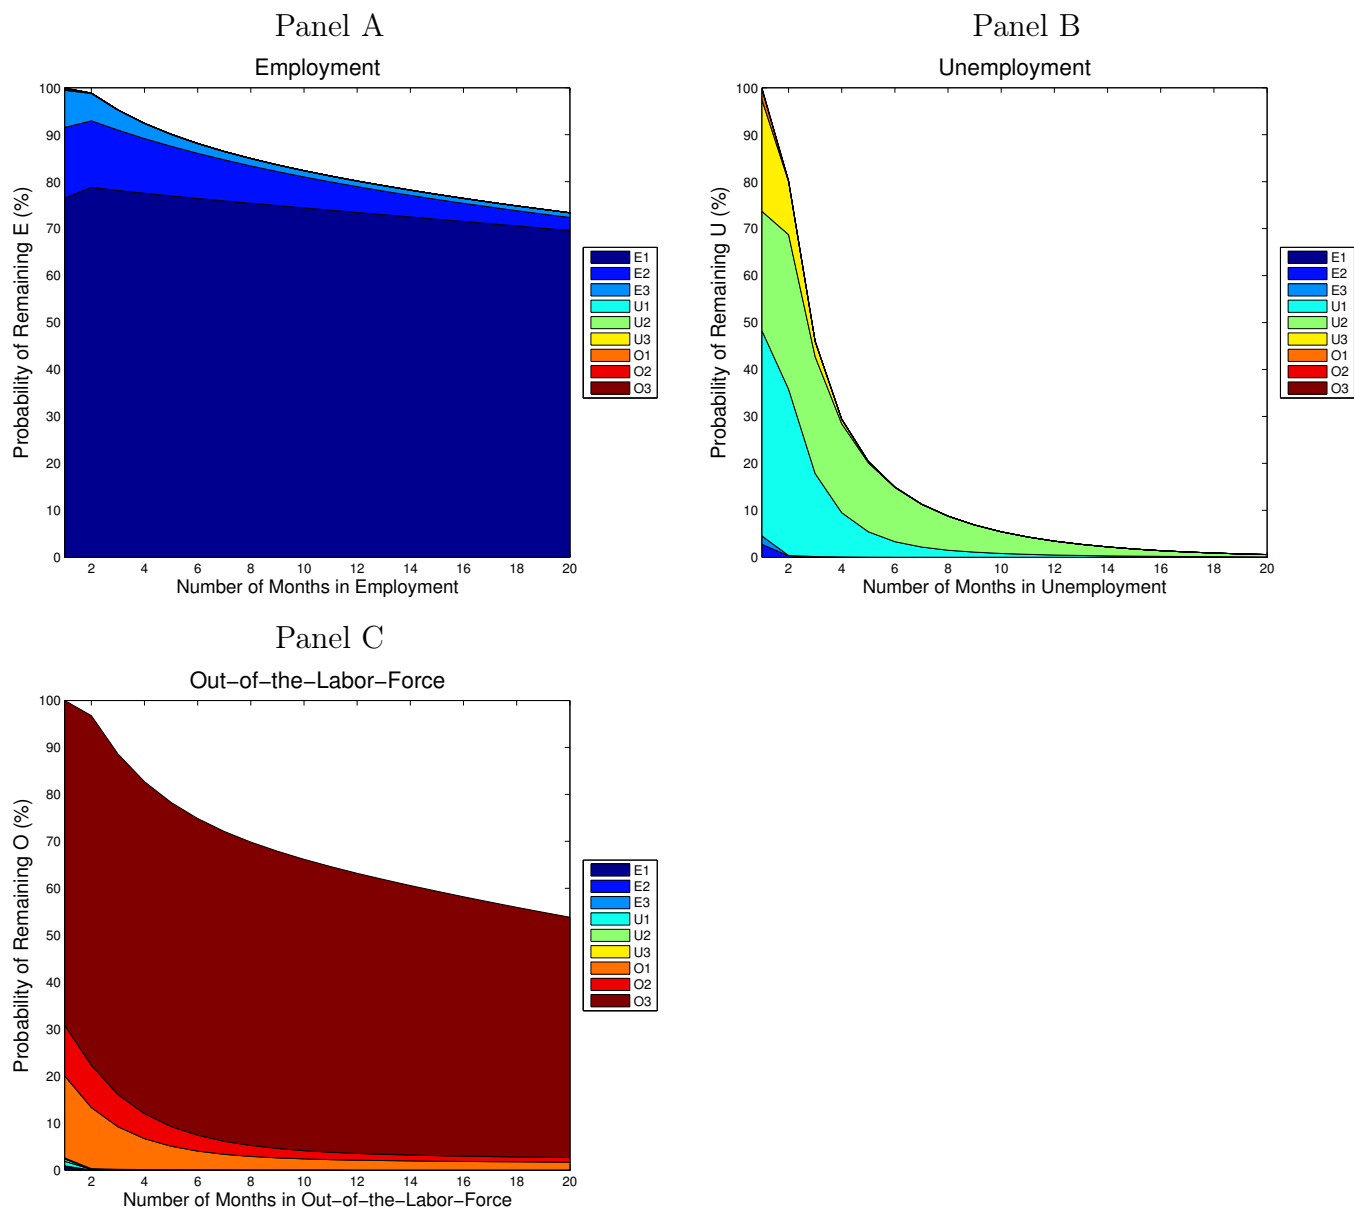 Panel A
Employment
Probability of Remaining E (%)
100
90
80
70
60
50
40
30
20
10
0
2 4 6 8 10 12 14 16 18 20
Number of Months in Employment
E1
E2
E3
U1
U2
U3
O1
O2
O3
Panel B
Unemployment
Probability of Remaining U (%)
100
90
80
70
60
50
40
30
20
10
0
2 4 6 8 10 12 14 16 18 20
Number of Months in Unemployment
E1
E2
E3
U1
U2
U3
O1
O2
O3
Panel C
Out−of−the−Labor−Force
Probability of Remaining O (%)
100
90
80
70
60
50
40
30
20
10
0
2 4 6 8 10 12 14 16 18 20
Number of Months in Out−of−the−Labor−Force
E1
E2
E3
U1
U2
U3
O1
O2
O3